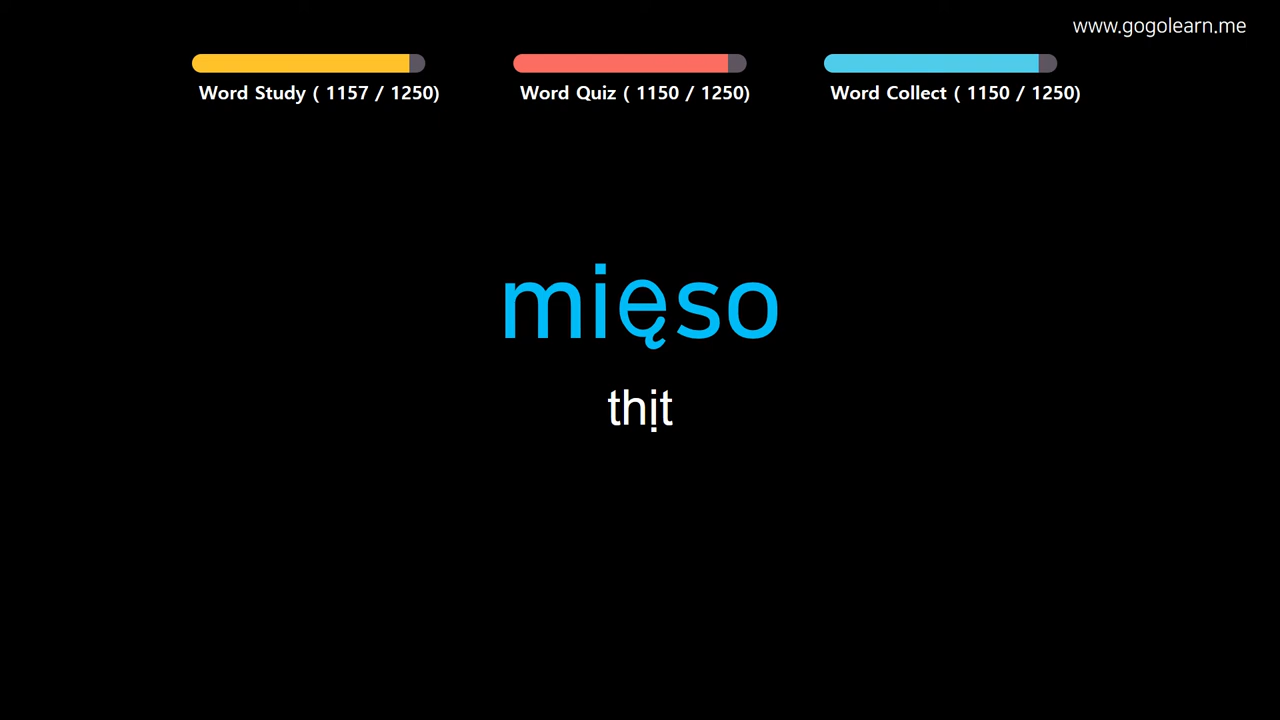 www.gogolearn.me
Word Study ( 1157 / 1250)
Word Quiz ( 1150 / 1250)
Word Collect ( 1150 / 1250)
mięso
thịt